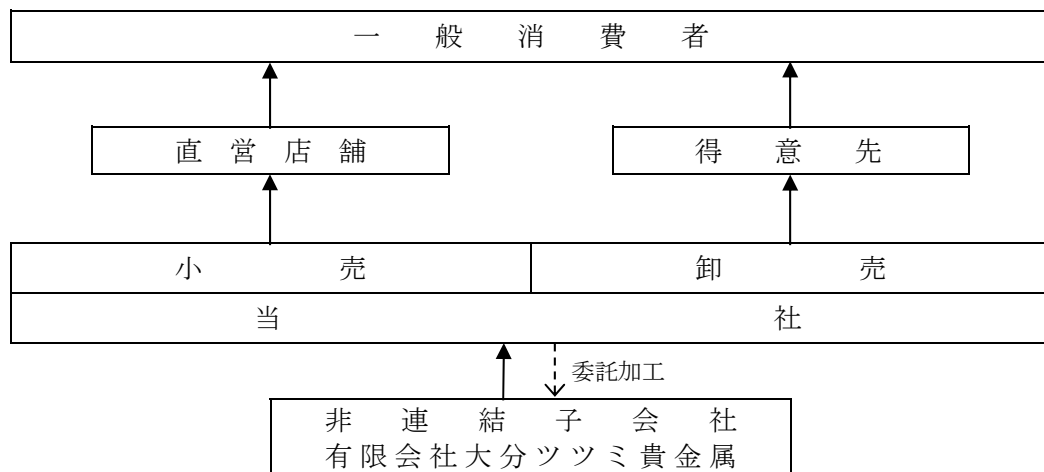 一般消費者
直営店舗
得意先
小売
卸売
当社
委託加工
非連結子会社
有限会社大分ツツミ貴金属